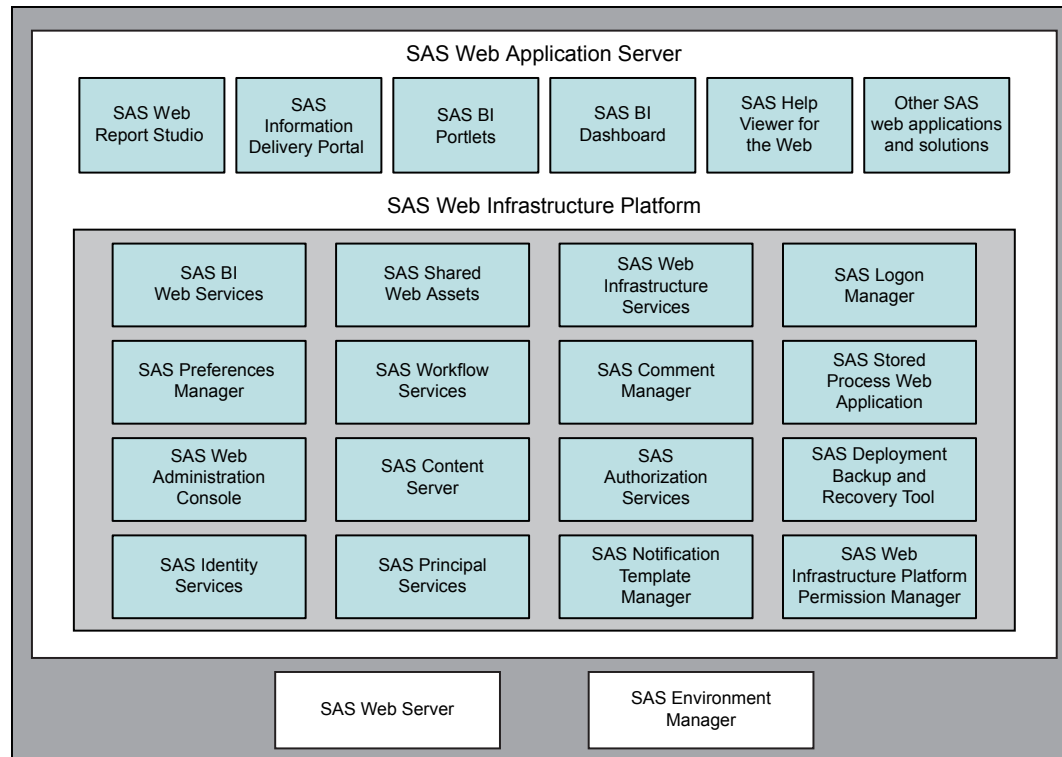 SAS Web Application Server
SAS Web
Report Studio
SAS
Information
Delivery Portal
SAS BI
Portlets
SAS BI
Dashboard
SAS Help
Viewer for
the Web
Other SAS
web applications
and solutions
SAS Web Infrastructure Platform
SAS BI
Web Services
SAS Shared
Web Assets
SAS Web
Infrastructure
Services
SAS Logon
Manager
SAS Preferences
Manager
SAS Workflow
Services
SAS Comment
Manager
SAS Stored
Process Web
Application
SAS Web
Administration
Console
SAS Content
Server
SAS
Authorization
Services
SAS Deployment
Backup and
Recovery Tool
SAS Identity
Services
SAS Principal
Services
SAS Notification
Template
Manager
SAS Web
Infrastructure Platform
Permission Manager
SAS Web Server
SAS Environment
Manager